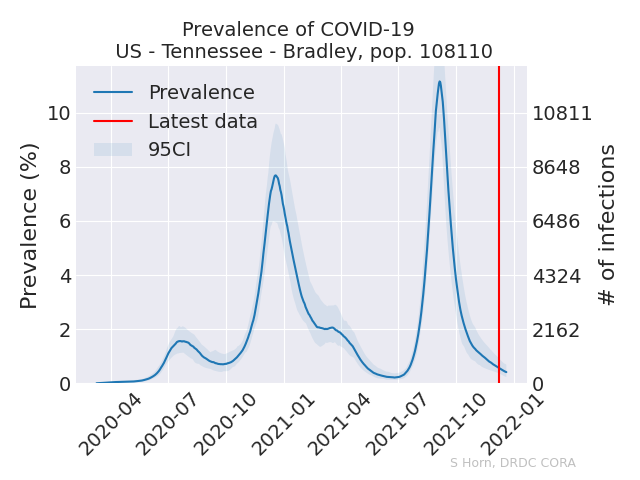 Prevalence of COVID-19
US - Tennessee - Bradley, pop. 108110
Prevalence
Latest data
95CI
Prevalence (%)
10
8
6
4
2
0
10811
8648
6486
4324
2162
0
# of infections
2020-04
2020-07
2020-10
2021-01
2021-04
2021-07
2021-10
2022-01
S Horn, DRDC CORA